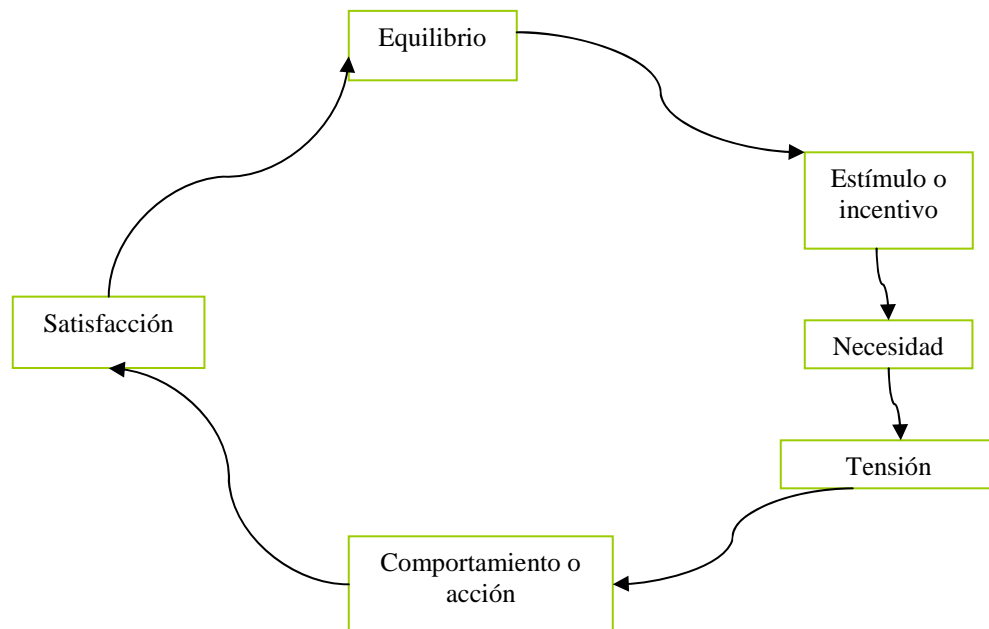 Equilibrio
Estímulo o
incentivo
Necesidad
Tensión
Comportamiento o
acción
Satisfacción